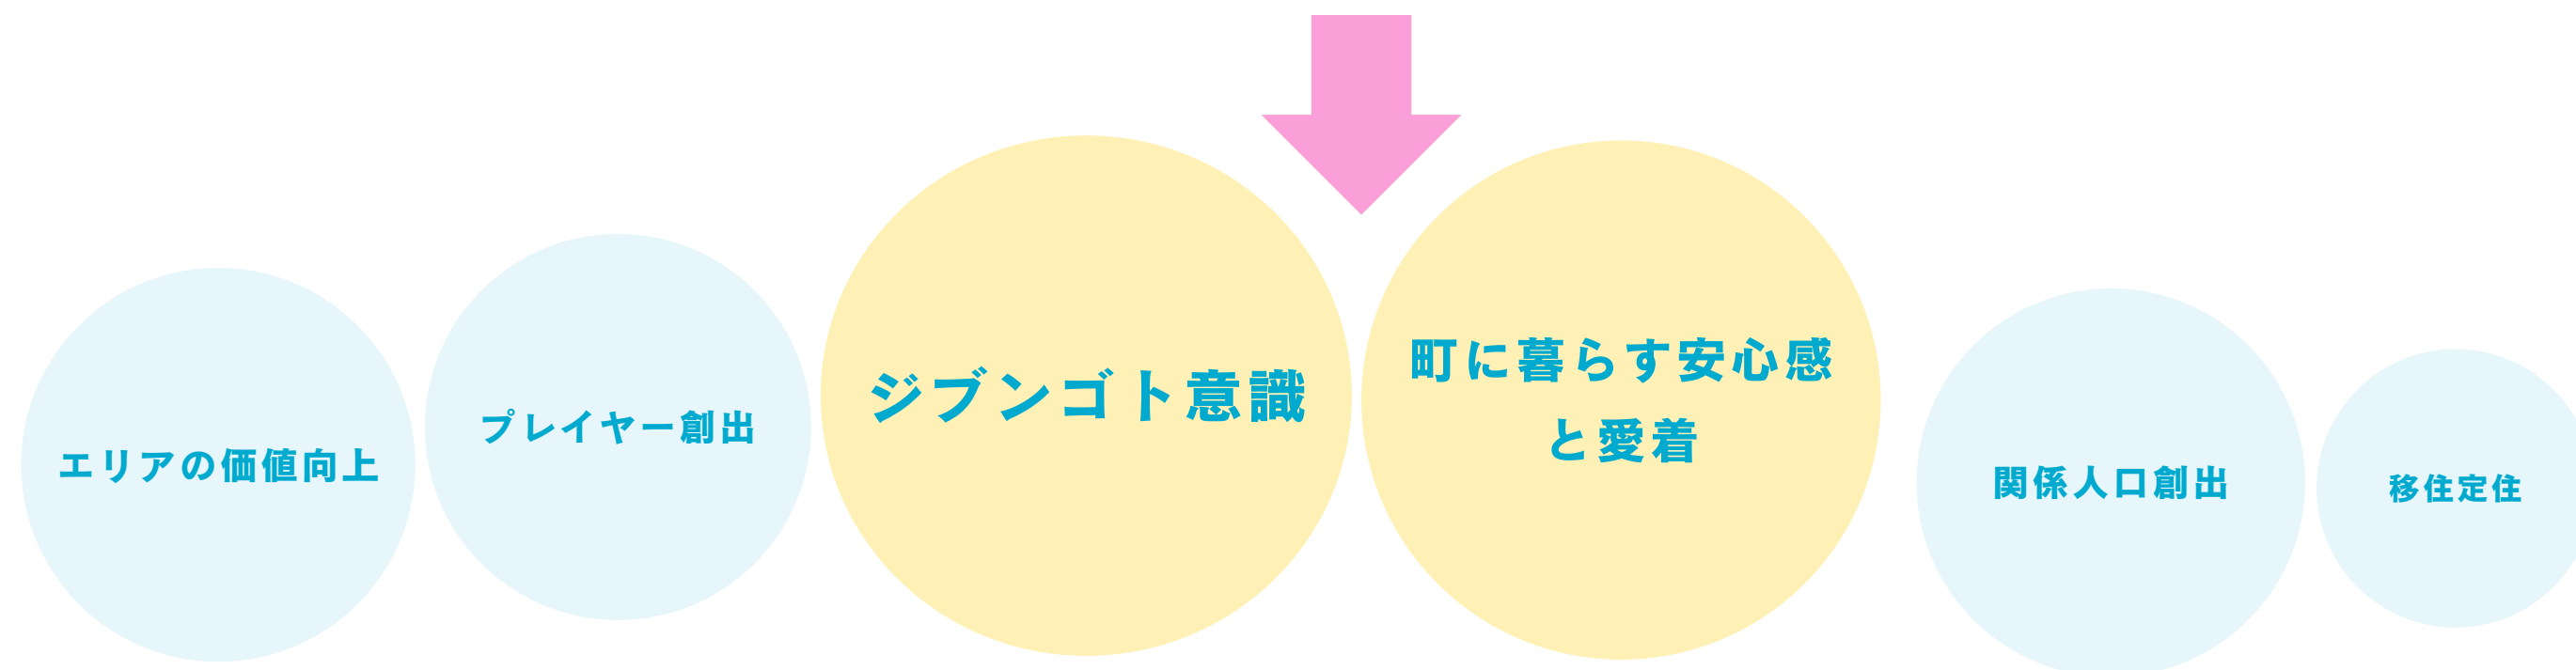 エリアの価値向上
プレイヤー創出
ジブンゴト意識
町に暮らす安心感
と愛着
関係人口創出
移住定住